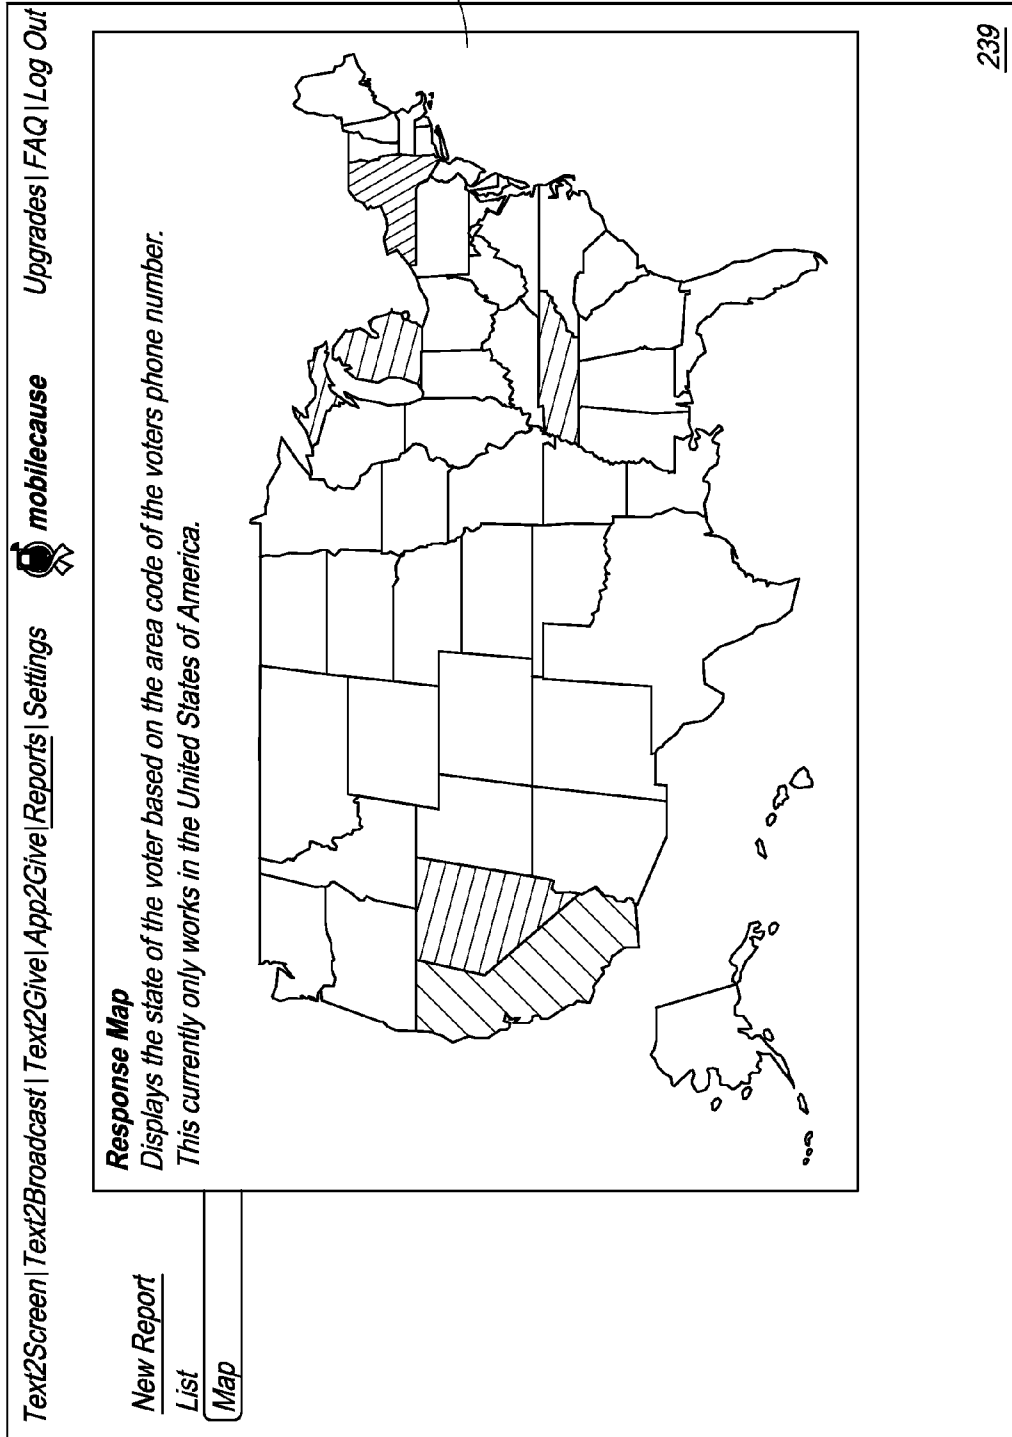 Text2Screen|Text2Broadcast|Text2Give|App2Give|Reports|Settings mobilecause Upgrades|FAQ|Log Out
New Report
List
Map
Response Map
Displays the state of the voter based on the area code of the voters phone number.
This currently only works in the United States of America.
239